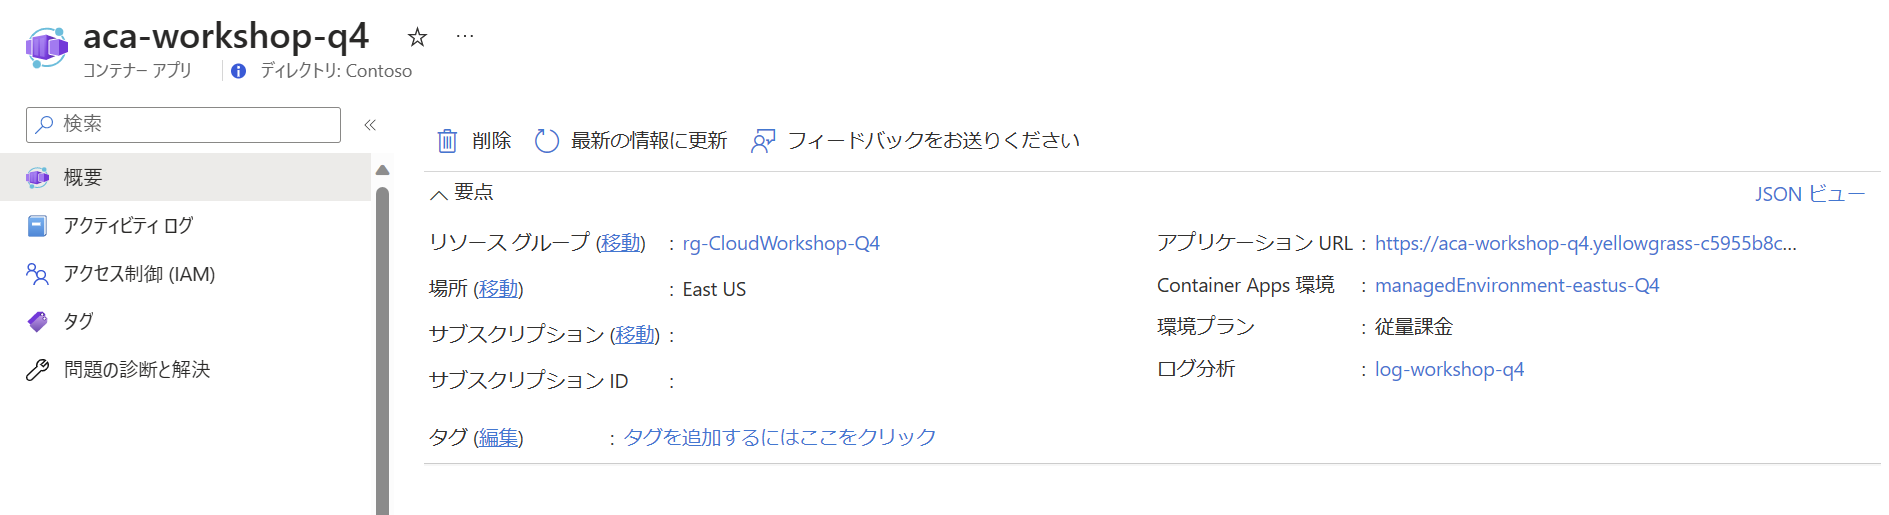 aca-workshop-q4
コンテナー アプリ
ディレクトリ: Contoso
検索
概要
アクティビティ ログ
アクセス制御 (IAM)
タグ
問題の診断と解決
削除
最新の情報に更新
フィードバックをお送りください
要点
JSON ビュー
リソース グループ (移動) : rg-CloudWorkshop-Q4
場所 (移動) : East US
サブスクリプション (移動) :
サブスクリプション ID :
タグ (編集) : タグを追加するにはここをクリック
アプリケーション URL : https://aca-workshop-q4.yellowgrass-c5955b8c...
Container Apps 環境 : managedEnvironment-eastus-Q4
環境プラン : 従量課金
ログ分析 : log-workshop-q4